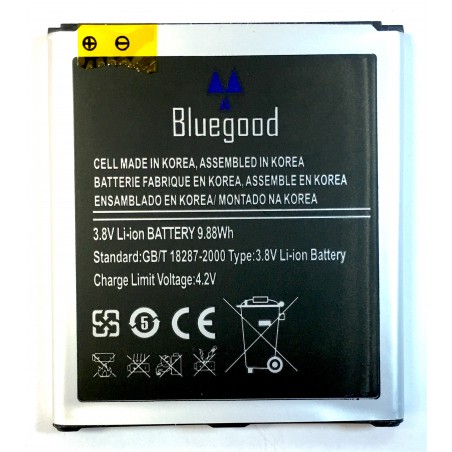 Bluegood
CELL MADE IN KOREA, ASSEMBLED IN KOREA
BATTERIE FABRIQUE EN KOREA, ASSEMBLE EN KOREA
ENSAMBLADO EN KOREA/ MONTADO NA KOREA
3.8V Li-ion BATTERY 9.88Wh
Standard:GB/T 18287-2000 Type:3.8V Li-ion Battery
Charge Limit Voltage:4.2V
5